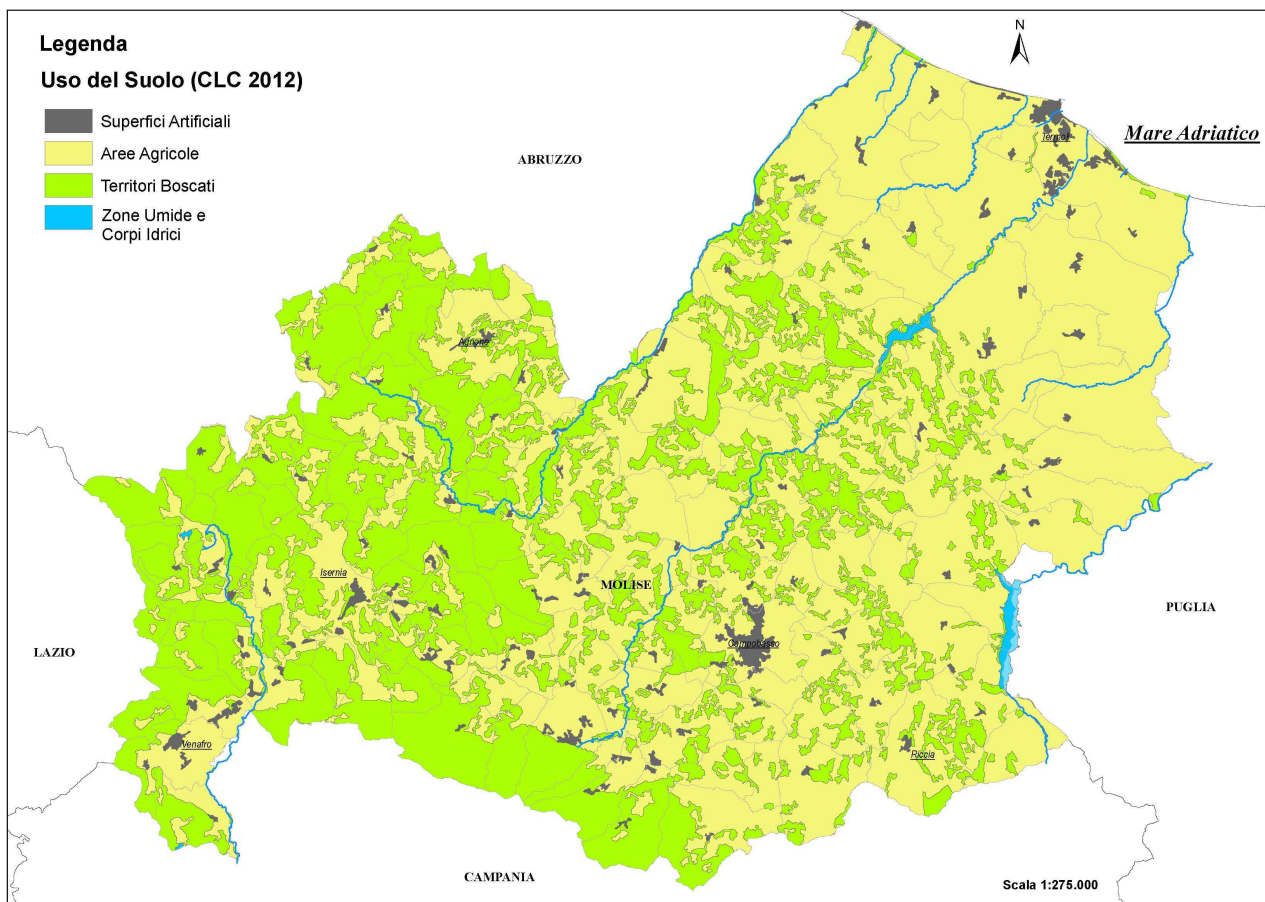 Legenda
Uso del Suolo (CLC 2012)
Superfici Artificiali
Aree Agricole
Territori Boscati
Zone Umide e
Corpi Idrici
N
Mare Adriatico
Termoli
ABRUZZO
Agnone
Isernia
MOLISE
PUGLIA
Campobasso
LAZIO
Venafro
Riccia
CAMPANIA
Scala 1:275.000